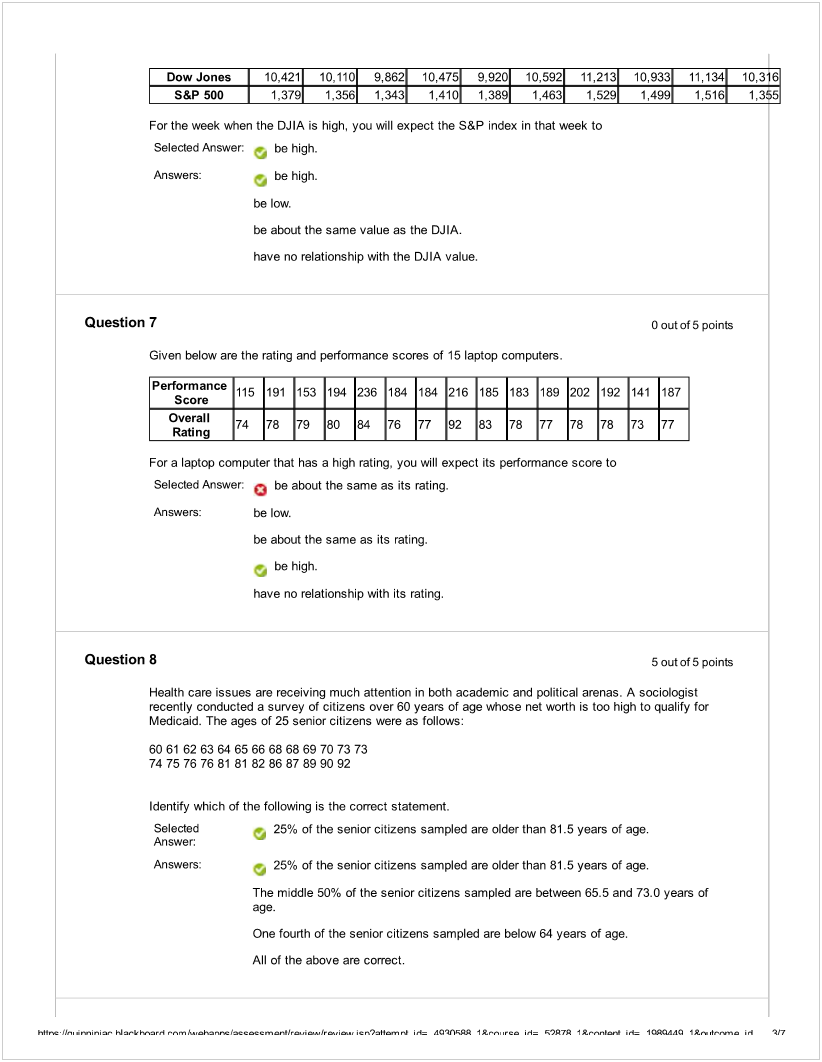 Dow Jones 10,421 10,110 9,862 10,475 9,920 10,592 11,213 10,933 11,134 10,316
S&P 500 1,379 1,356 1,343 1,410 1,389 1,463 1,529 1,499 1,516 1,355
For the week when the DJIA is high, you will expect the S&P index in that week to
Selected Answer: be high.
Answers: be high.
be low.
be about the same value as the DJIA.
have no relationship with the DJIA value.
Question 7 0 out of 5 points
Given below are the rating and performance scores of 15 laptop computers.
Performance
Score 115 191 153 194 236 184 184 216 185 183 189 202 192 141 187
Overall
Rating 74 78 79 80 84 76 77 92 83 78 77 78 78 73 77
For a laptop computer that has a high rating, you will expect its performance score to
Selected Answer: be about the same as its rating.
Answers: be low.
be about the same as its rating.
be high.
have no relationship with its rating.
Question 8 5 out of 5 points
Health care issues are receiving much attention in both academic and political arenas. A sociologist
recently conducted a survey of citizens over 60 years of age whose net worth is too high to qualify for
Medicaid. The ages of 25 senior citizens were as follows:
60 61 62 63 64 65 66 68 68 69 70 73 73
74 75 76 76 81 81 82 86 87 89 90 92
Identify which of the following is the correct statement.
Selected
Answer: 25% of the senior citizens sampled are older than 81.5 years of age.
Answers: 25% of the senior citizens sampled are older than 81.5 years of age.
The middle 50% of the senior citizens sampled are between 65.5 and 73.0 years of
age.
One fourth of the senior citizens sampled are below 64 years of age.
All of the above are correct.
https://quinnipiac.blackboard.com/webapps/assessment/review/review.jsp?attempt_id=_4930588_1&course_id=_52878_1&content_id=_1989449_1&outcome_id... 3/7